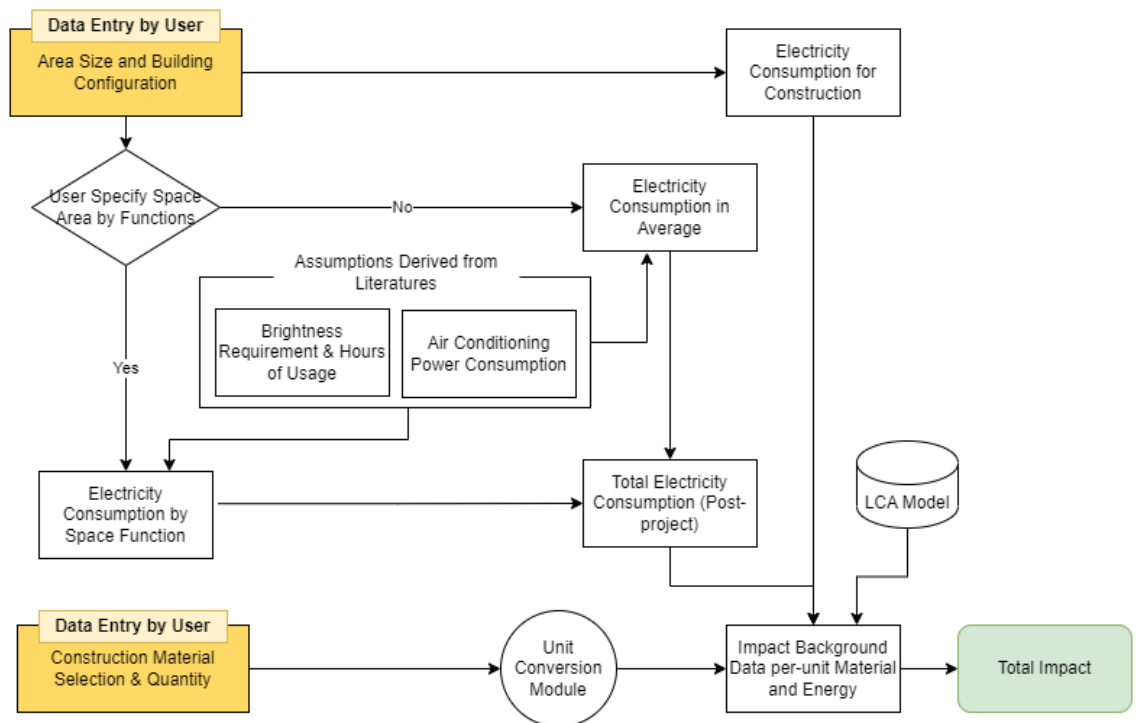 Data Entry by User
Area Size and Building
Configuration
Electricity
Consumption for
Construction
User Specify Space
Area by Functions
No
Electricity
Consumption in
Average
Assumptions Derived from
Literatures
Brightness
Requirement & Hours
of Usage
Air Conditioning
Power Consumption
Yes
Electricity
Consumption by
Space Function
Total Electricity
Consumption (Post-
project)
LCA Model
Data Entry by User
Construction Material
Selection & Quantity
Unit
Conversion
Module
Impact Background
Data per-unit Material
and Energy
Total Impact